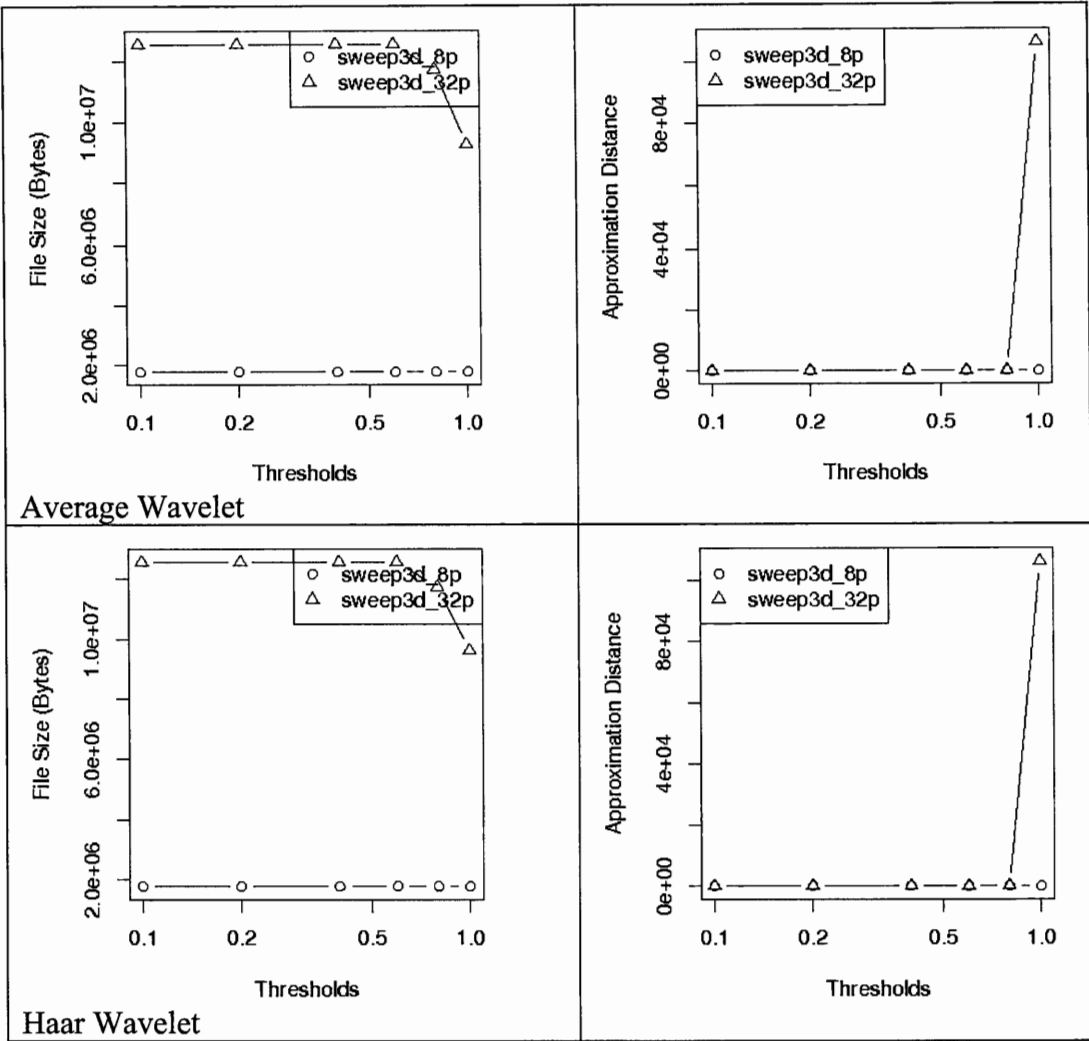 File Size (Bytes)
2.0e+06 6.0e+06 1.0e+07
sweep3d_8p
sweep3d_32p
0.1 0.2 0.5 1.0
Thresholds
Approximation Distance
0e+00 4e+04 8e+04
sweep3d_8p
sweep3d_32p
0.1 0.2 0.5 1.0
Thresholds
Average Wavelet
File Size (Bytes)
2.0e+06 6.0e+06 1.0e+07
sweep3d_8p
sweep3d_32p
0.1 0.2 0.5 1.0
Thresholds
Approximation Distance
0e+00 4e+04 8e+04
sweep3d_8p
sweep3d_32p
0.1 0.2 0.5 1.0
Thresholds
Haar Wavelet